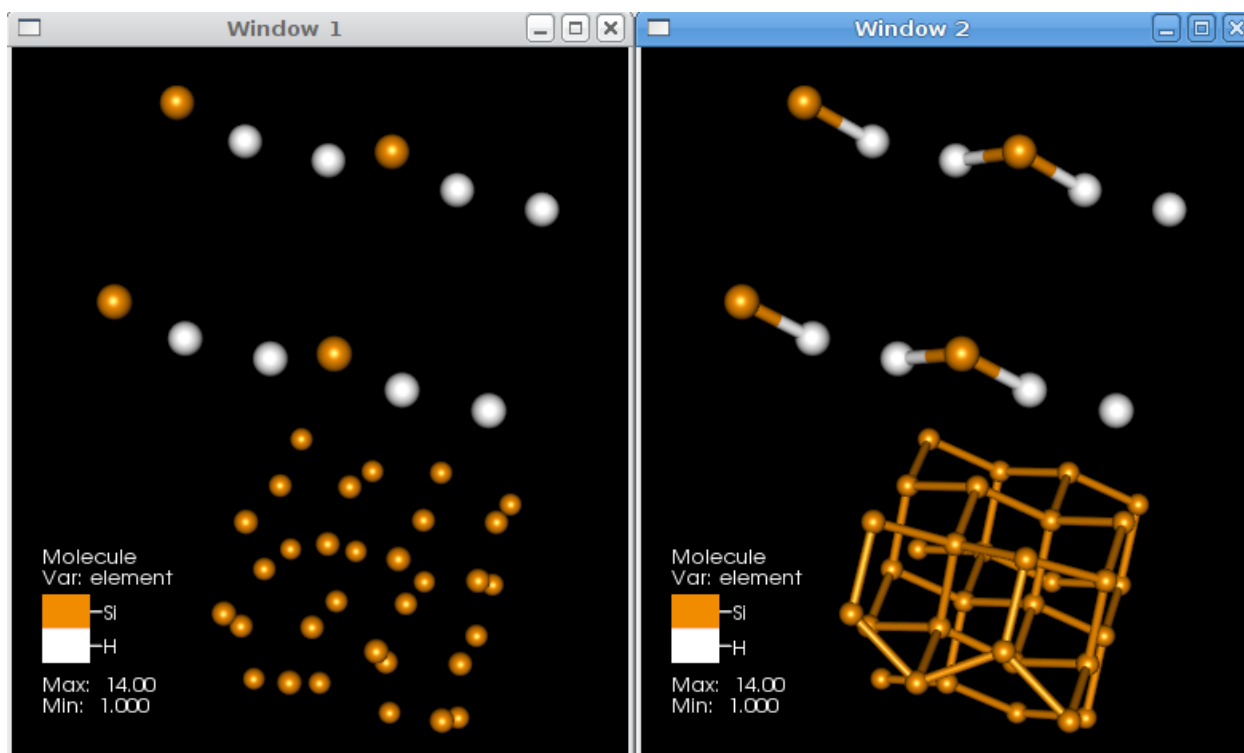 Window 1
Molecule
Var: element
Si
H
Max: 14.00
Min: 1.000
Window 2
Molecule
Var: element
Si
H
Max: 14.00
Min: 1.000